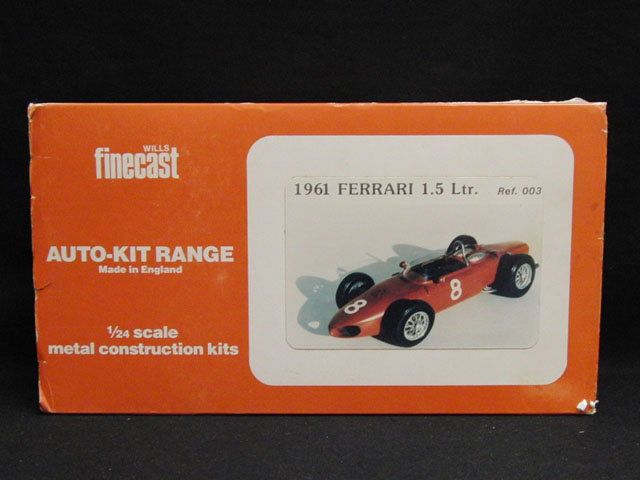 WILLS
finecast
AUTO-KIT RANGE
Made in England
1/24 scale
metal construction kits
1961 FERRARI 1.5 Ltr. Ref. 003
8
8